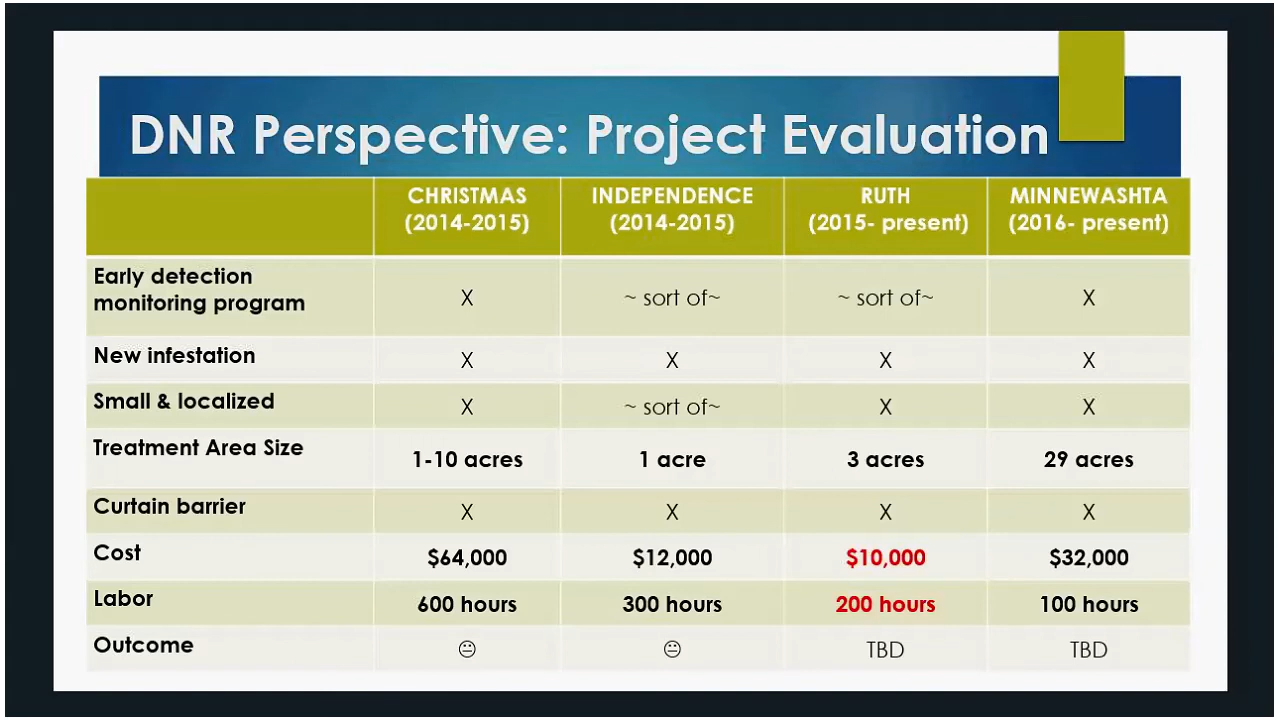 DNR Perspective: Project Evaluation
CHRISTMAS INDEPENDENCE RUTH MINNEWASHTA
(2014-2015) (2014-2015) (2015- present) (2016- present)
Early detection
monitoring program X ~ sort of~ ~ sort of~ X
New infestation X X X X
Small & localized X ~ sort of~ X X
Treatment Area Size 1-10 acres 1 acre 3 acres 29 acres
Curtain barrier X X X X
Cost $64,000 $12,000 $10,000 $32,000
Labor 600 hours 300 hours 200 hours 100 hours
Outcome 😐 😐 TBD TBD